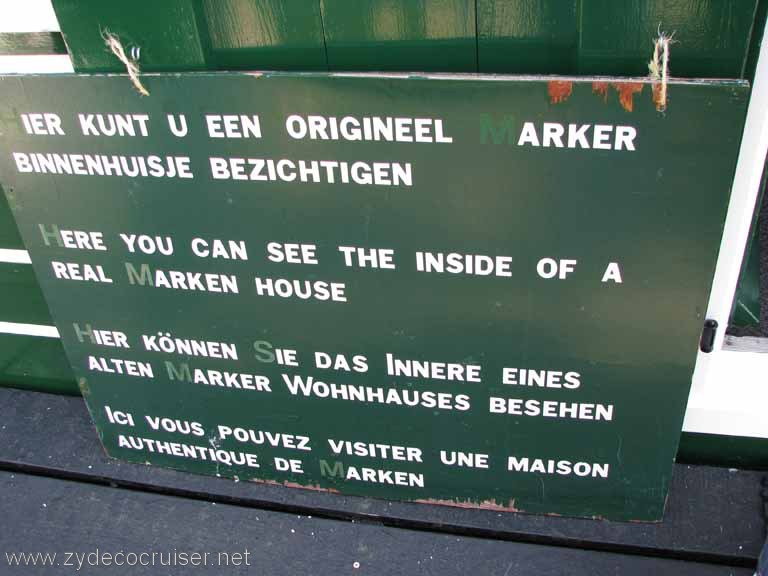 HIER KUNT U EEN ORIGINEEL MARKER
BINNENHUISJE BEZICHTIGEN
HERE YOU CAN SEE THE INSIDE OF A
REAL MARKEN HOUSE
HIER KÖNNEN SIE DAS INNERE EINES
ALTEN MARKER WOHNHAUSES BESEHEN
ICI VOUS POUVEZ VISITER UNE MAISON
AUTHENTIQUE DE MARKEN
www.zydecocruiser.net